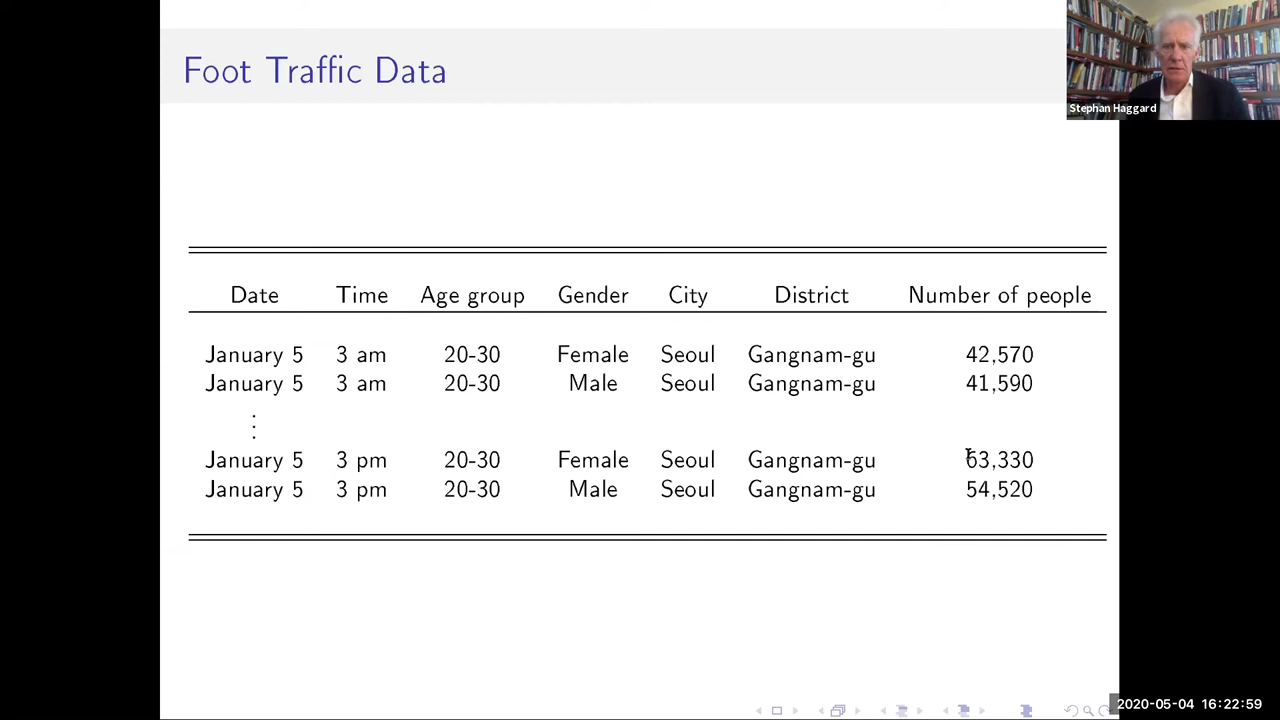 Foot Traffic Data
Stephan Haggard
Date Time Age group Gender City District Number of people
January 5 3 am 20-30 Female Seoul Gangnam-gu 42,570
January 5 3 am 20-30 Male Seoul Gangnam-gu 41,590
⋮
January 5 3 pm 20-30 Female Seoul Gangnam-gu 63,330
January 5 3 pm 20-30 Male Seoul Gangnam-gu 54,520
2020-05-04 16:22:59